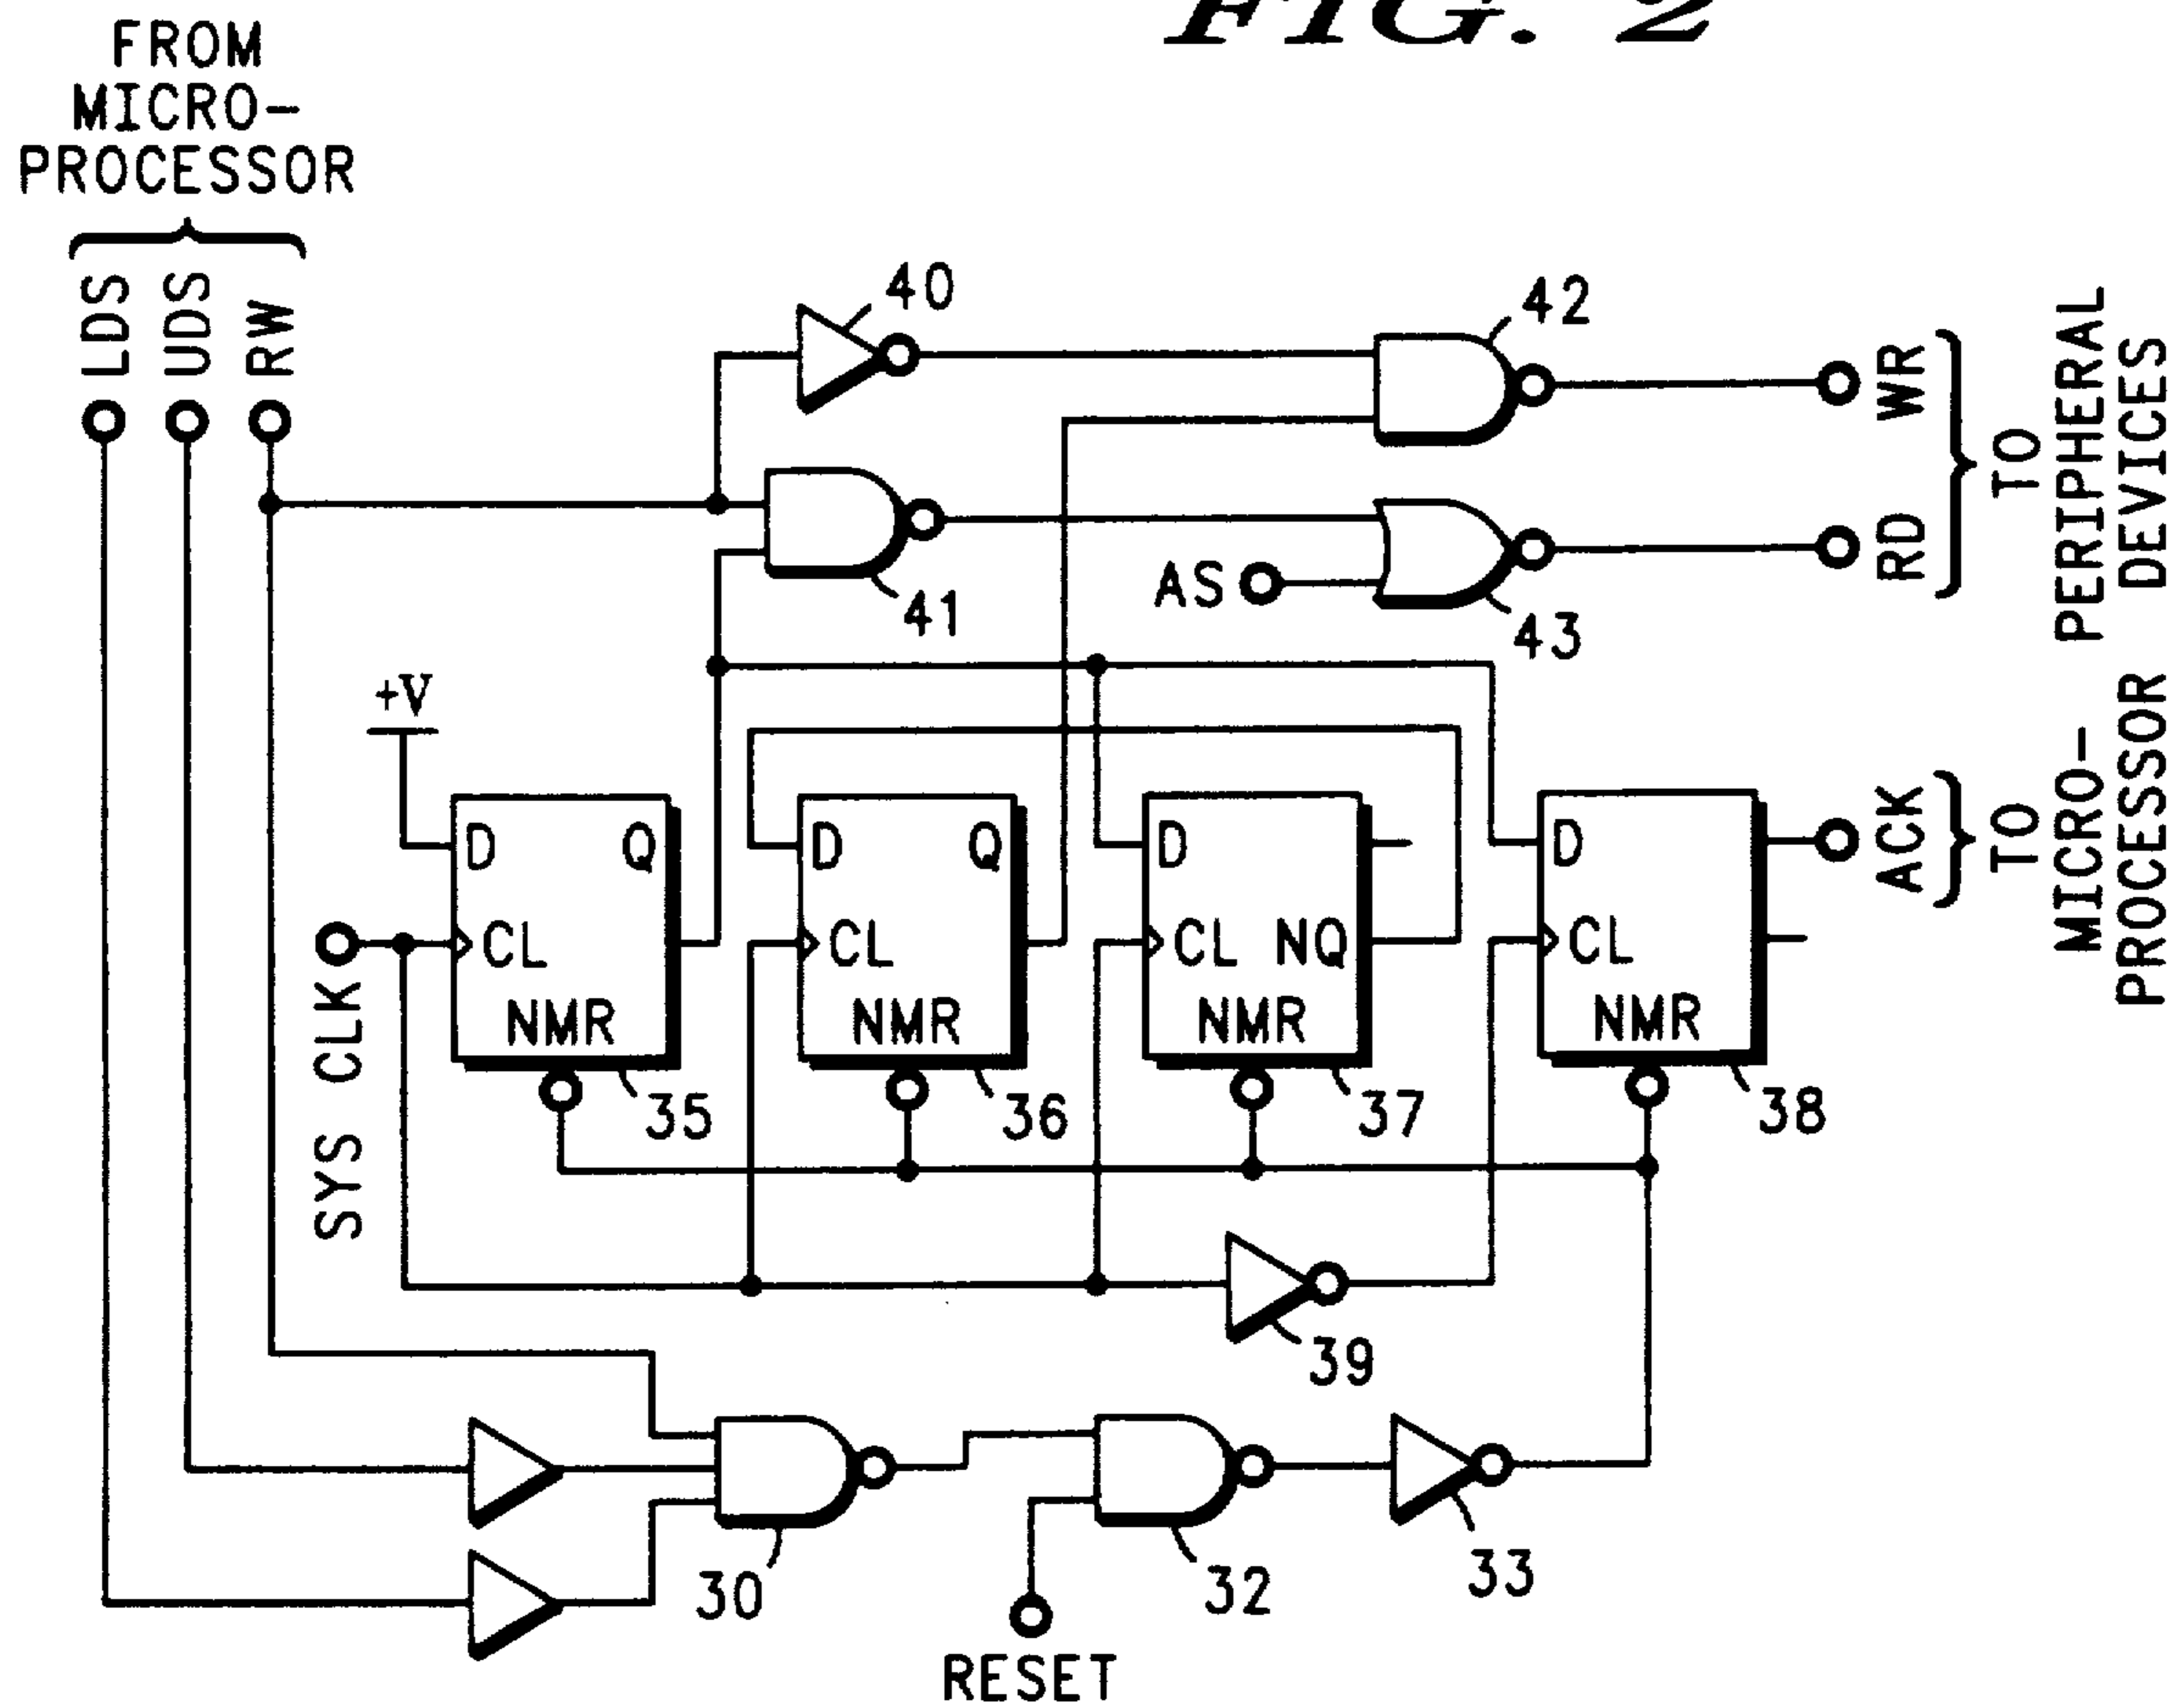 FIG. 2
FROM
MICRO-
PROCESSOR
LDS
UDS
RW
40
42
WR
41
AS
43
RD
TO
PERIPHERAL
DEVICES
+V
D
Q
CL
NMR
35
D
Q
CL
NMR
36
D
CL
NQ
NMR
37
D
CL
NMR
38
ACK
TO
MICRO-
PROCESSOR
SYS CLK
39
30
32
33
RESET